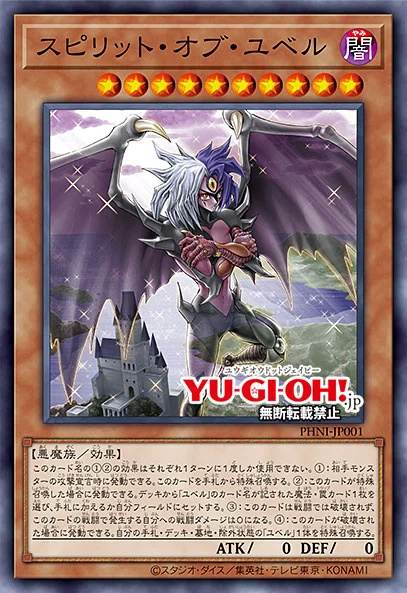 スピリット・オブ・ユベル
やみ
闇
ユウギオウドットジェイピー
YU-GI-OH!.jp
無断転載禁止
PHNI-JP001
【悪魔族/効果】
このカード名の①②の効果はそれぞれ1ターンに1度しか使用できない。①:相手モンス
ターの攻撃宣言時に発動できる。このカードを手札から特殊召喚する。②:このカードが特殊
召喚した場合に発動できる。デッキから「ユベル」のカード名が記された魔法・罠カード1枚を
選び、手札にかえるか自分フィールドにセットする。③:このカードは戦闘では破壊されず、
このカードの戦闘で発生する自分への戦闘ダメージは0になる。④:このカードが破壊され
た場合に発動できる。自分の手札・デッキ・墓地・除外状態の「ユベル」1体を特殊召喚する。
ATK/ 0 DEF/ 0
©スタジオ・ダイス/集英社・テレビ東京・KONAMI